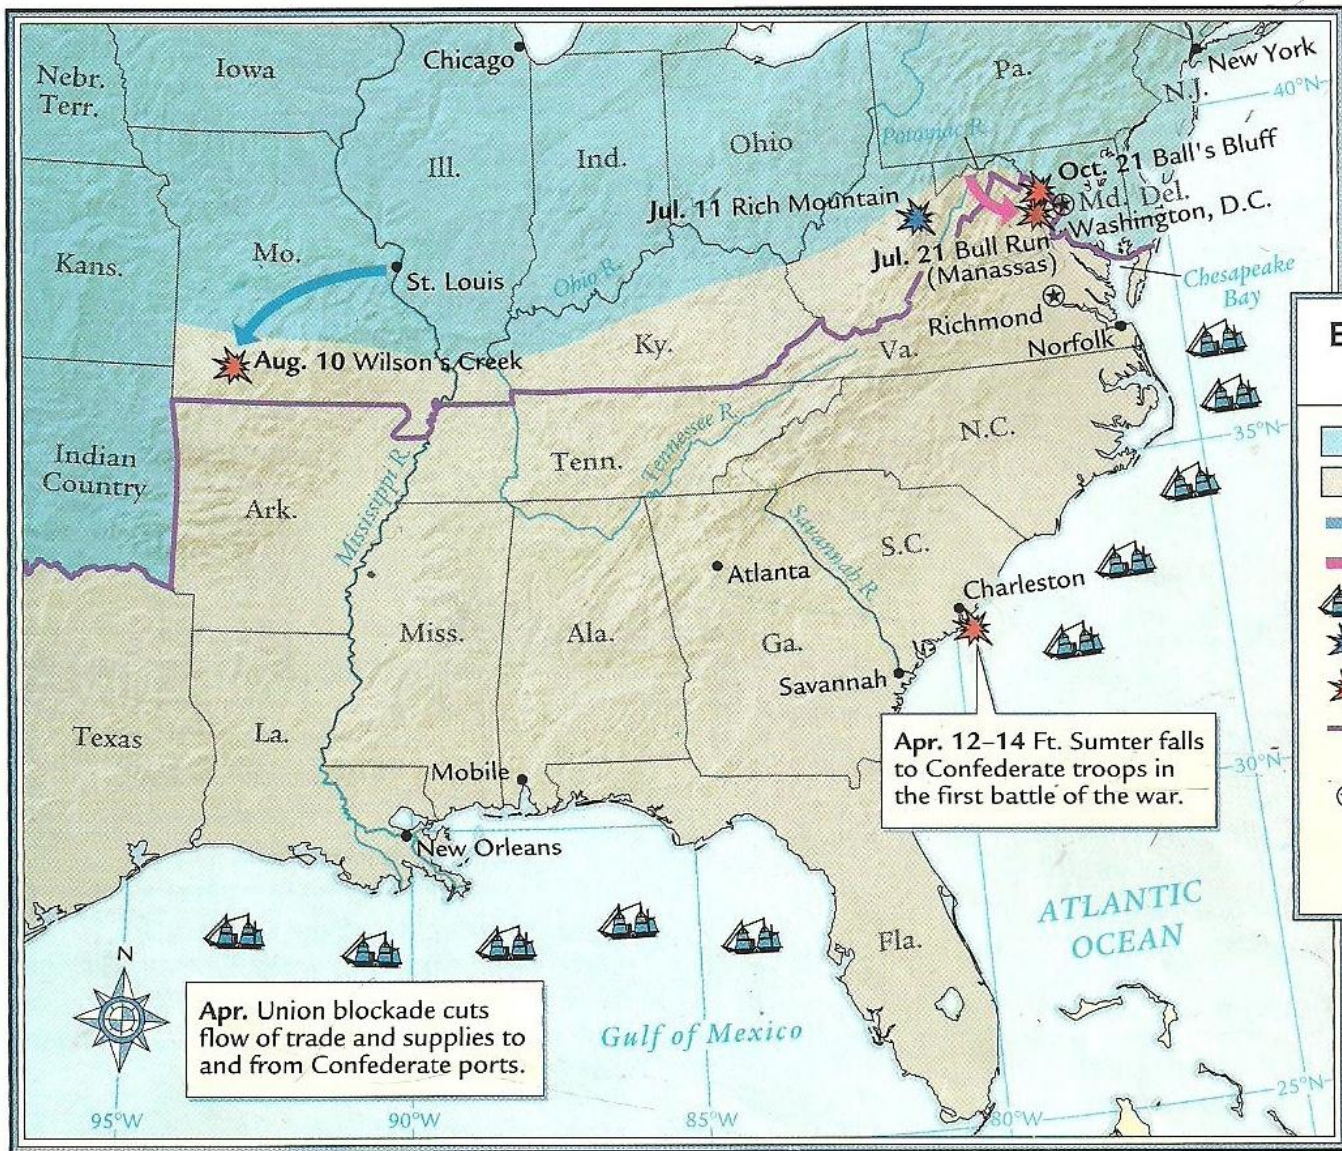 Nebr.
Terr.
Iowa
Chicago
Pa.
New York
N.J.
40°N
Ill.
Ind.
Ohio
Potomac R.
Oct. 21 Ball's Bluff
Md. Del.
Washington, D.C.
Jul. 11 Rich Mountain
Jul. 21 Bull Run
(Manassas)
Kans.
Mo.
St. Louis
Ohio R.
Chesapeake
Bay
Richmond
Norfolk
Ky.
Va.
Aug. 10 Wilson's Creek
E
35°N
N.C.
Tennessee R.
Tenn.
Indian
Country
Ark.
Mississippi R.
Savannah R.
S.C.
Atlanta
Charleston
Miss.
Ala.
Ga.
Savannah
Texas
La.
Mobile
New Orleans
Apr. 12–14 Ft. Sumter falls
to Confederate troops in
the first battle of the war.
30°N
ATLANTIC
OCEAN
Fla.
N
Apr. Union blockade cuts
flow of trade and supplies to
and from Confederate ports.
Gulf of Mexico
25°N
95°W
90°W
85°W
80°W